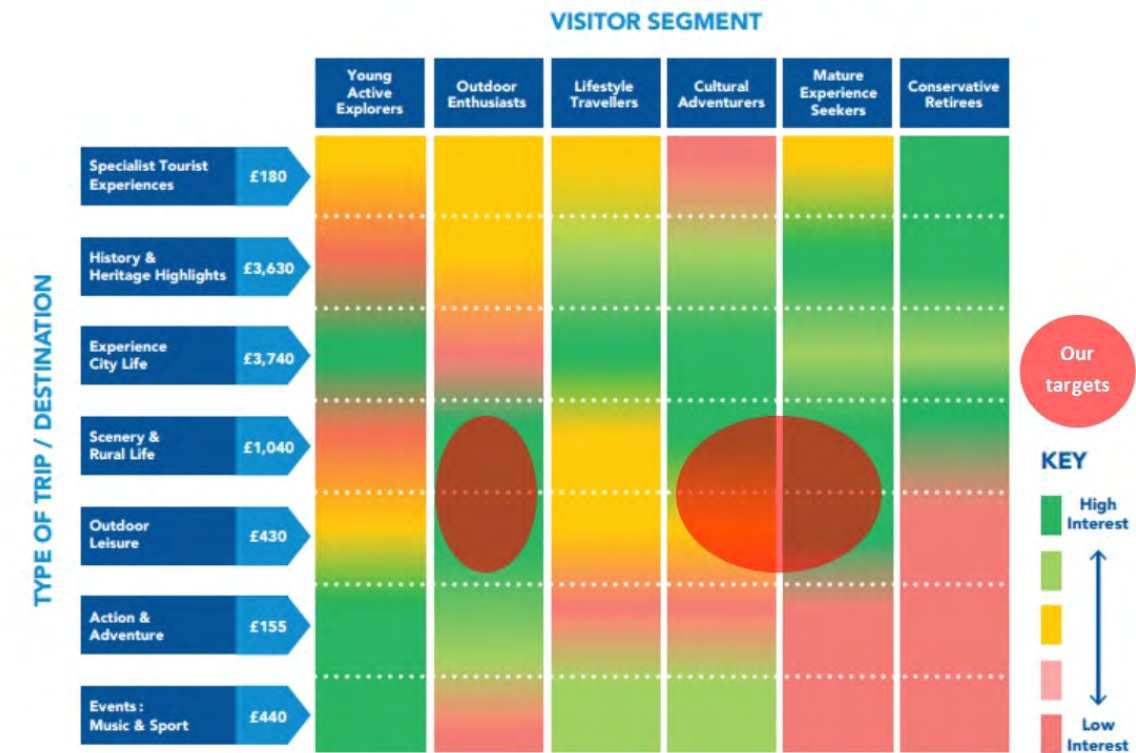 VISITOR SEGMENT
Young
Active
Explorers
Outdoor
Enthusiasts
Lifestyle
Travellers
Cultural
Adventurers
Mature
Experience
Seekers
Conservative
Retirees
TYPE OF TRIP / DESTINATION
Specialist Tourist
Experiences
£180
History &
Heritage Highlights
£3,630
Experience
City Life
£3,740
Scenery &
Rural Life
£1,040
Outdoor
Leisure
£430
Action &
Adventure
£155
Events:
Music & Sport
£440
Our
targets
KEY
High
Interest
Low
Interest